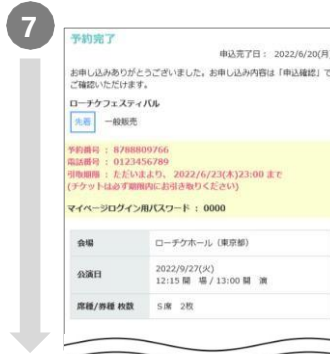 7
予約完了
申込完了日： 2022/6/20(月)
お申し込みありがとうございました。お申し込み内容は「申込確認」で
ご確認いただけます。
ローチケフェスティバル
先着 一般販売
予約番号 ： 8788809766
電話番号 ： 0123456789
引取期間 ： ただいまより、 2022/6/23(木)23:00 まで
(チケットは必ず期間内にお引き取りください)
マイページログイン用パスワード ： 0000
会場 ローチケホール（東京都）
公演日 2022/9/27(火)
12:15 開 場 / 13:00 開 演
席種/券種 枚数 S席 2枚